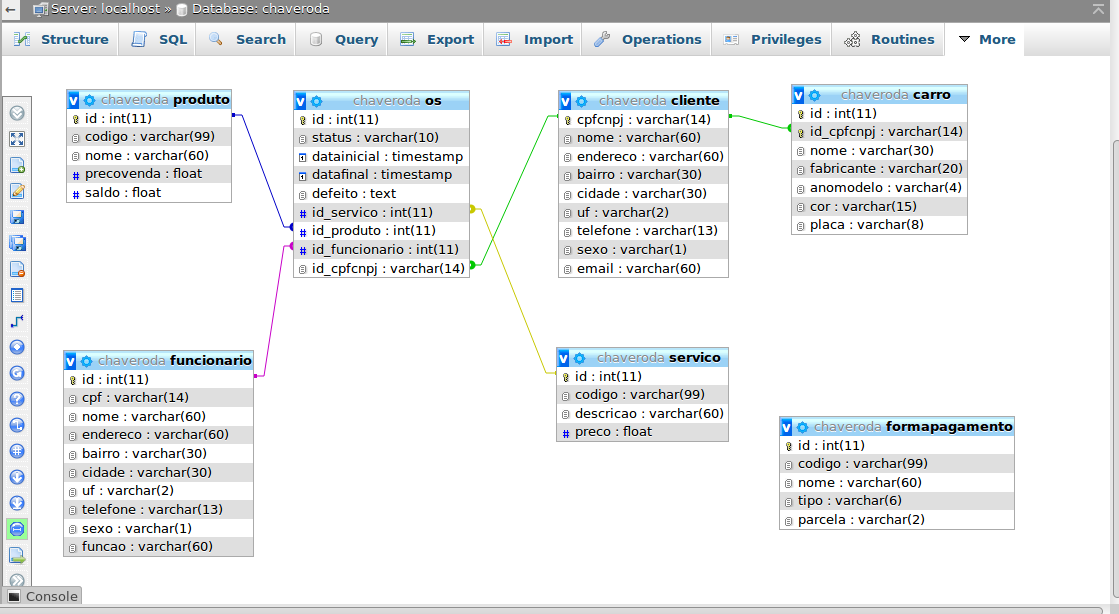 Server: localhost » Database: chaveroda
Structure SQL Search Query Export Import Operations Privileges Routines More
chaveroda produto
id : int(11)
codigo : varchar(99)
nome : varchar(60)
precovenda : float
saldo : float
chaveroda os
id : int(11)
status : varchar(10)
datainicial : timestamp
datafinal : timestamp
defeito : text
id_servico : int(11)
id_produto : int(11)
id_funcionario : int(11)
id_cpfcnpj : varchar(14)
chaveroda cliente
cpfcnpj : varchar(14)
nome : varchar(60)
endereco : varchar(60)
bairro : varchar(30)
cidade : varchar(30)
uf : varchar(2)
telefone : varchar(13)
sexo : varchar(1)
email : varchar(60)
chaveroda carro
id : int(11)
id_cpfcnpj : varchar(14)
nome : varchar(30)
fabricante : varchar(20)
anomodelo : varchar(4)
cor : varchar(15)
placa : varchar(8)
chaveroda funcionario
id : int(11)
cpf : varchar(14)
nome : varchar(60)
endereco : varchar(60)
bairro : varchar(30)
cidade : varchar(30)
uf : varchar(2)
telefone : varchar(13)
sexo : varchar(1)
funcao : varchar(60)
chaveroda servico
id : int(11)
codigo : varchar(99)
descricao : varchar(60)
preco : float
chaveroda formapagamento
id : int(11)
codigo : varchar(99)
nome : varchar(60)
tipo : varchar(6)
parcela : varchar(2)
Console